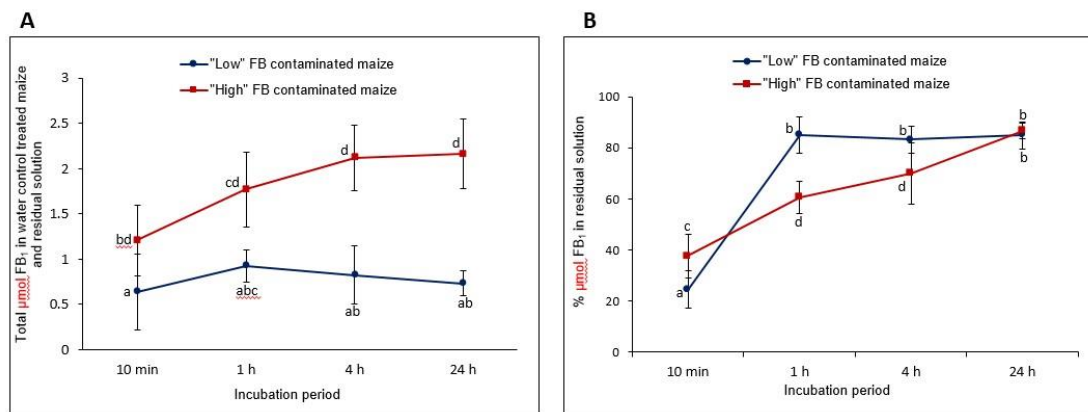 A
"Low" FB contaminated maize
"High" FB contaminated maize
Total µmol FB₁ in water control treated maize
and residual solution
3
2.5
2
1.5
1
0.5
0
bd
cd
d
d
a
abc
ab
ab
10 min
1 h
4 h
24 h
Incubation period
B
"Low" FB contaminated maize
"High" FB contaminated maize
% µmol FB₁ in residual solution
100
80
60
40
20
0
b
b
b
b
c
d
d
a
10 min
1 h
4 h
24 h
Incubation period